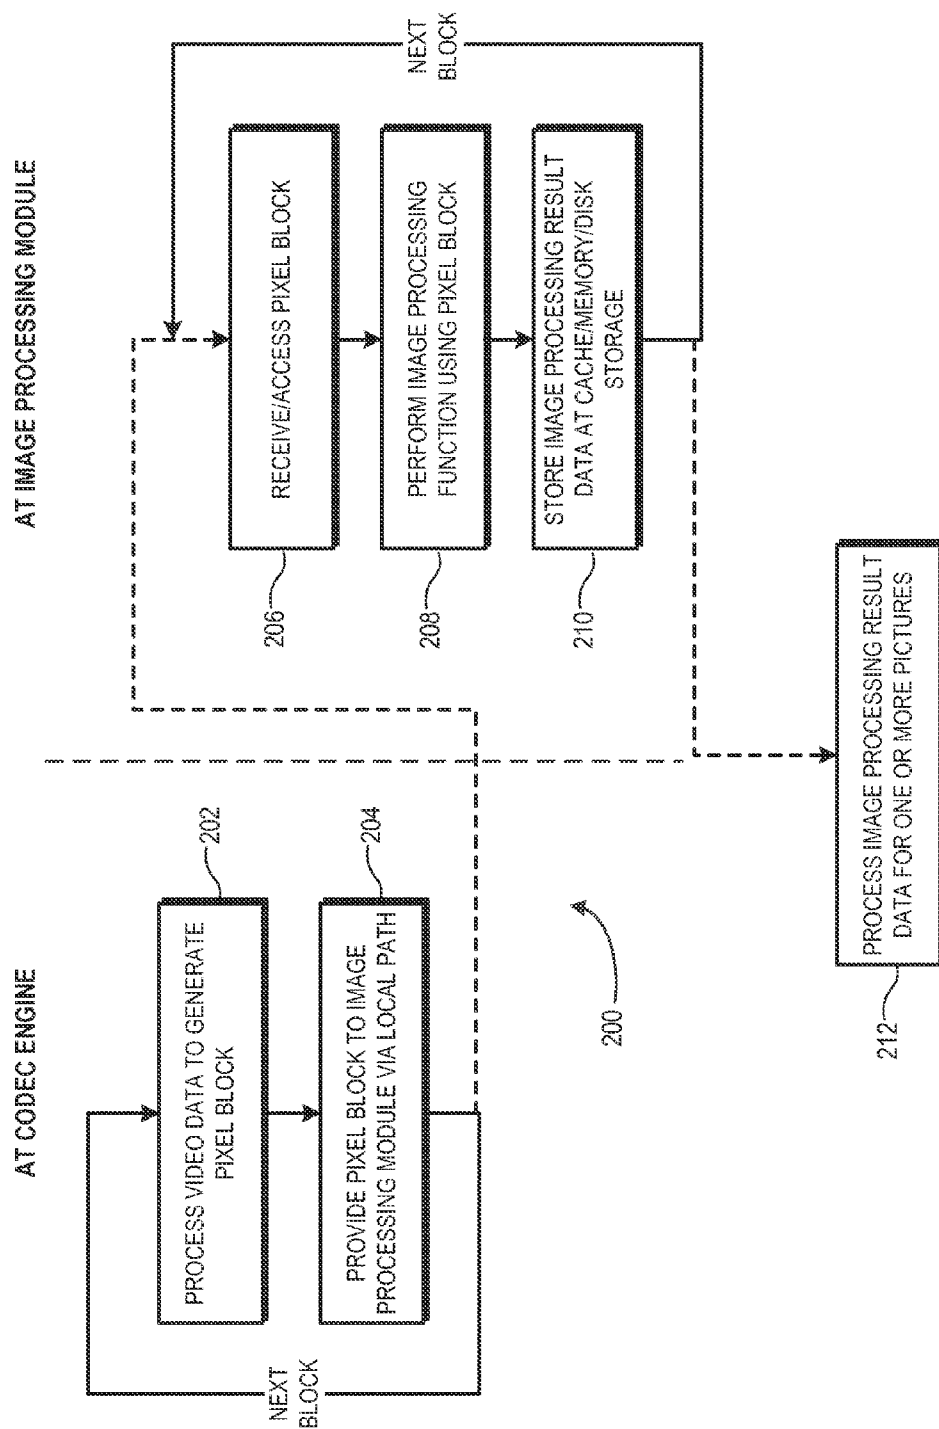 AT CODEC ENGINE
PROCESS VIDEO DATA TO GENERATE
PIXEL BLOCK
202
PROVIDE PIXEL BLOCK TO IMAGE
PROCESSING MODULE VIA LOCAL PATH
204
NEXT
BLOCK
200
AT IMAGE PROCESSING MODULE
RECEIVE/ACCESS PIXEL BLOCK
206
PERFORM IMAGE PROCESSING
FUNCTION USING PIXEL BLOCK
208
STORE IMAGE PROCESSING RESULT
DATA AT CACHE/MEMORY/DISK
STORAGE
210
NEXT
BLOCK
PROCESS IMAGE PROCESSING RESULT
DATA FOR ONE OR MORE PICTURES
212